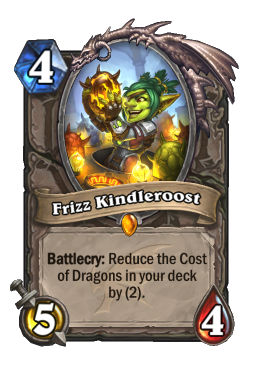 4
Frizz Kindleroost
Battlecry: Reduce the Cost
of Dragons in your deck
by (2).
5 4